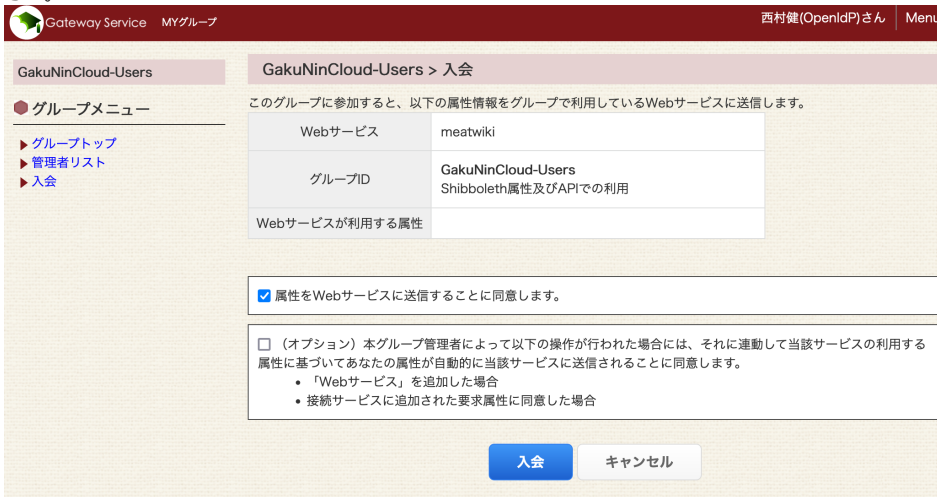 Gateway Service MYグループ 西村健(OpenIdP)さん Menu
GakuNinCloud-Users
グループメニュー
グループトップ
管理者リスト
入会
GakuNinCloud-Users > 入会
このグループに参加すると、以下の属性情報をグループで利用しているWebサービスに送信します。
Webサービス meatwiki
グループID GakuNinCloud-Users
Shibboleth属性及びAPIでの利用
Webサービスが利用する属性
属性をWebサービスに送信することに同意します。
（オプション）本グループ管理者によって以下の操作が行われた場合には、それに連動して当該サービスの利用する
属性に基づいてあなたの属性が自動的に当該サービスに送信されることに同意します。
• 「Webサービス」を追加した場合
• 接続サービスに追加された要求属性に同意した場合
入会 キャンセル